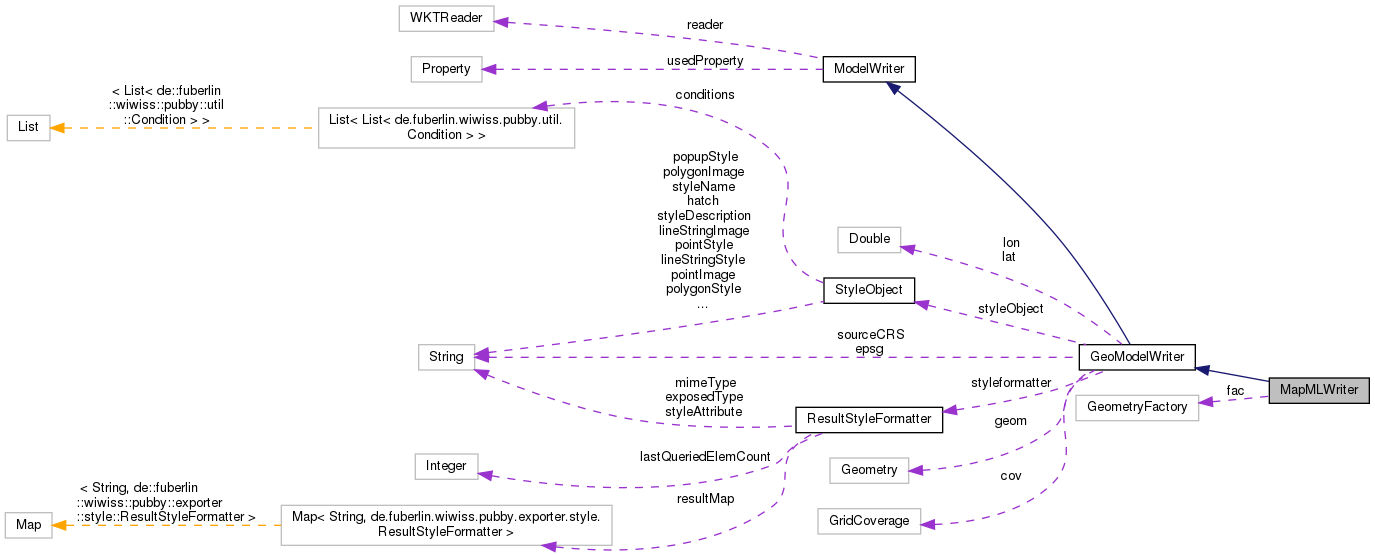 WKTReader
reader
Property
usedProperty
ModelWriter
< List< de::fuberlin
::wiwiss::pubby::util
::Condition > >
List
List< List< de.fuberlin.wiwiss.pubby.util.
Condition > >
conditions
popupStyle
polygonImage
styleName
hatch
styleDescription
lineStringImage
pointStyle
lineStringStyle
pointImage
polygonStyle
...
Double
lon
lat
StyleObject
styleObject
String
sourceCRS
epsg
GeoModelWriter
MapMLWriter
fac
GeometryFactory
mimeType
exposedType
styleAttribute
styleformatter
ResultStyleFormatter
geom
Integer
lastQueriedElemCount
Geometry
cov
resultMap
GridCoverage
< String, de::fuberlin
::wiwiss::pubby::exporter
::style::ResultStyleFormatter >
Map
Map< String, de.fuberlin.wiwiss.pubby.exporter.style.
ResultStyleFormatter >